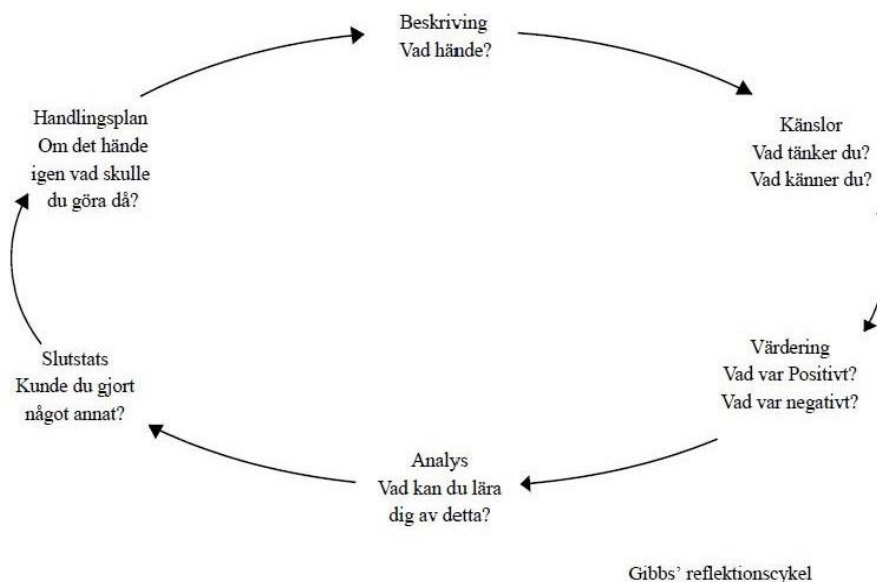 Beskriving
Vad hände?
Känslor
Vad tänker du?
Vad känner du?
Värdering
Vad var Positivt?
Vad var negativt?
Analys
Vad kan du lära
dig av detta?
Slutstats
Kunde du gjort
något annat?
Handlingsplan
Om det hände
igen vad skulle
du göra då?
Gibbs’ reflektionscykel